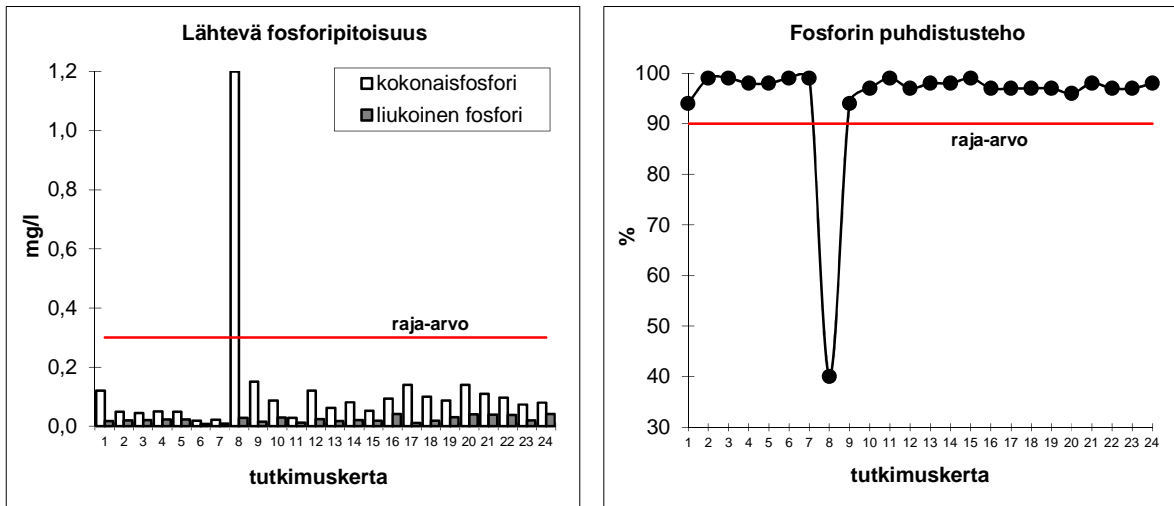 Lähtevä fosforipitoisuus
kokonaisfosfori
liukoinen fosfori
mg/l
1,2
1,0
0,8
0,6
0,4
0,2
0,0
raja-arvo
1 2 3 4 5 6 7 8 9 10 11 12 13 14 15 16 17 18 19 20 21 22 23 24
tutkimuskerta
Fosforin puhdistusteho
%
100
90
80
70
60
50
40
30
raja-arvo
1 2 3 4 5 6 7 8 9 10 11 12 13 14 15 16 17 18 19 20 21 22 23 24
tutkimuskerta